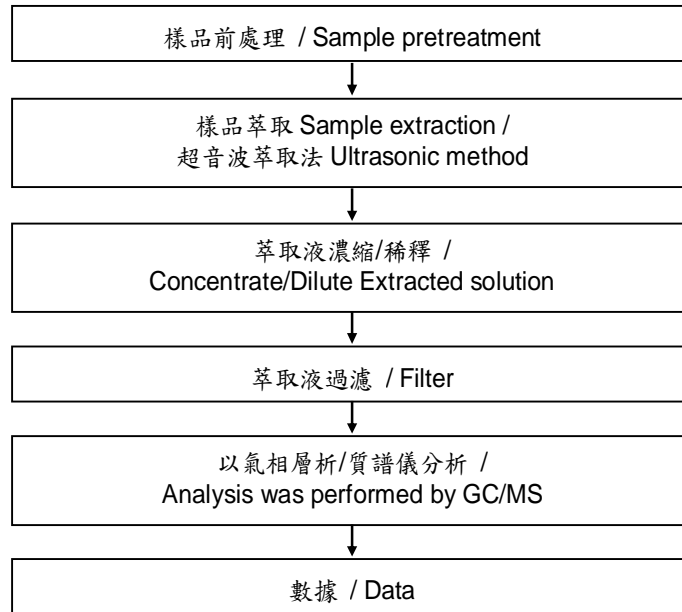 樣品前處理 / Sample pretreatment
樣品萃取 Sample extraction /
超音波萃取法 Ultrasonic method
萃取液濃縮/稀釋 /
Concentrate/Dilute Extracted solution
萃取液過濾 / Filter
以氣相層析/質譜儀分析 /
Analysis was performed by GC/MS
數據 / Data